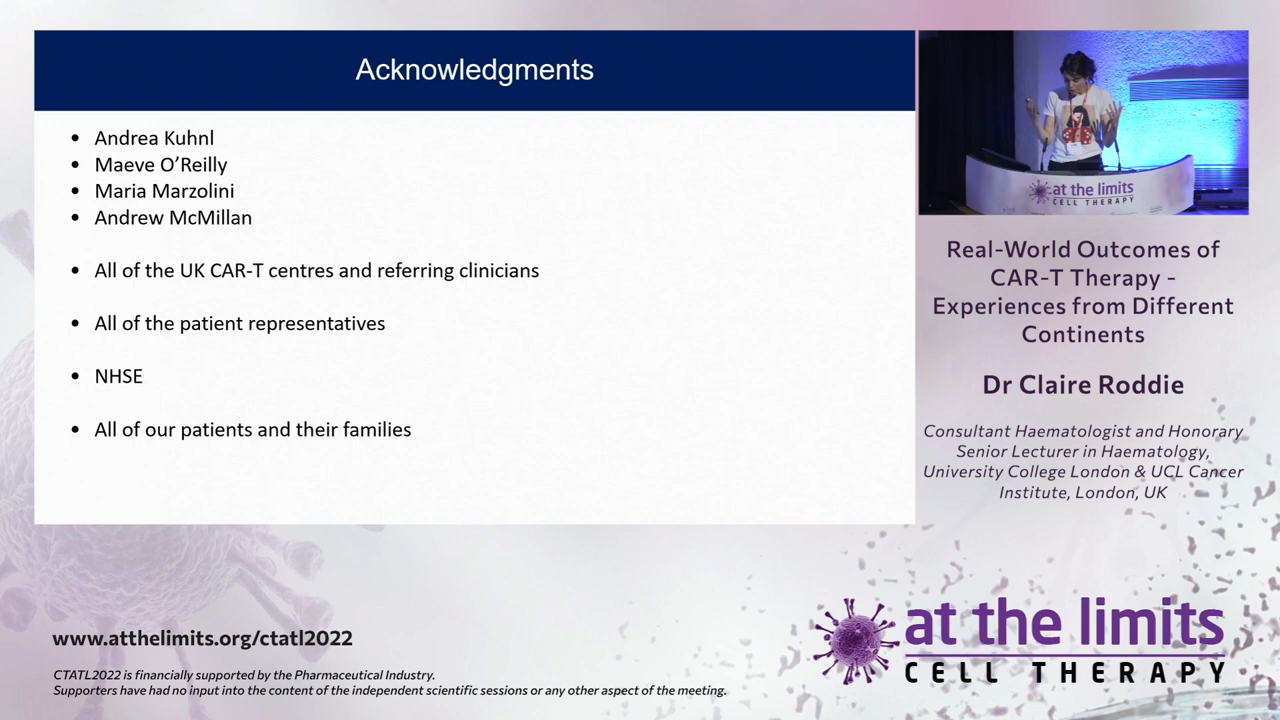 Acknowledgments
• Andrea Kuhnl
• Maeve O’Reilly
• Maria Marzolini
• Andrew McMillan
• All of the UK CAR-T centres and referring clinicians
• All of the patient representatives
• NHSE
• All of our patients and their families
at the limits
CELL THERAPY
Real-World Outcomes of
CAR-T Therapy -
Experiences from Different
Continents
Dr Claire Roddie
Consultant Haematologist and Honorary
Senior Lecturer in Haematology,
University College London & UCL Cancer
Institute, London, UK
www.atthelimits.org/ctatl2022
CTATL2022 is financially supported by the Pharmaceutical Industry.
Supporters have had no input into the content of the independent scientific sessions or any other aspect of the meeting.
at the limits
CELL THERAPY